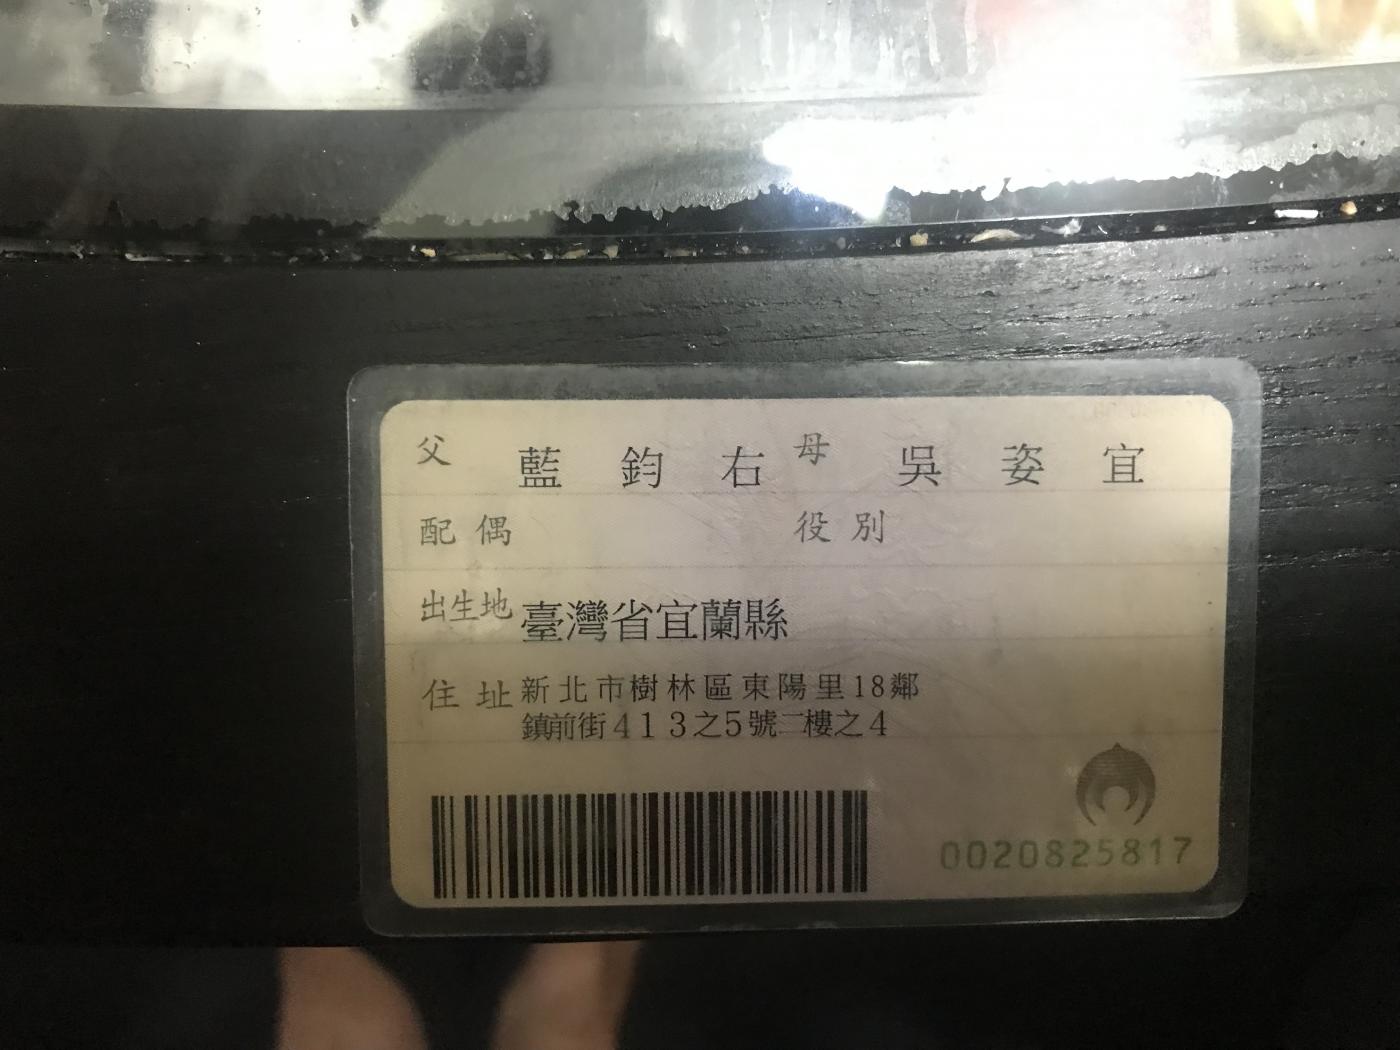 父 藍鈞右 母 吳姿宜
配偶 役別
出生地 臺灣省宜蘭縣
住址 新北市樹林區東陽里18鄰
鎮前街413之5號二樓之4
0020825817